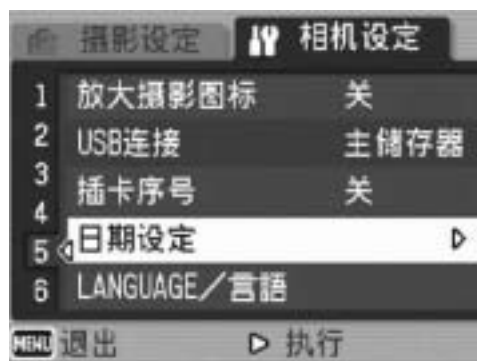 摄影设定 相机设定
1 放大摄影图标 关
2 USB连接 主储存器
3 插卡序号 关
4
5 日期设定
6 LANGUAGE／言語
MENU 退出 执行